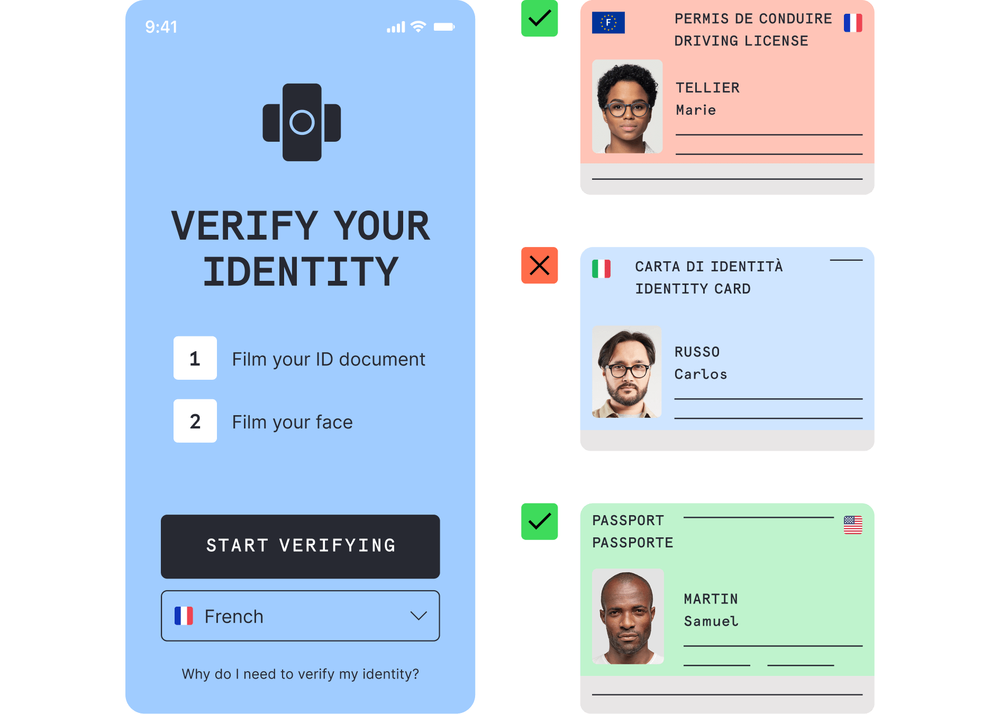 9:41
VERIFY YOUR
IDENTITY
1 Film your ID document
2 Film your face
START VERIFYING
French
Why do I need to verify my identity?
F
PERMIS DE CONDUIRE
DRIVING LICENSE
TELLIER
Marie
CARTA DI IDENTITÀ
IDENTITY CARD
RUSSO
Carlos
PASSPORT
PASSPORTE
MARTIN
Samuel